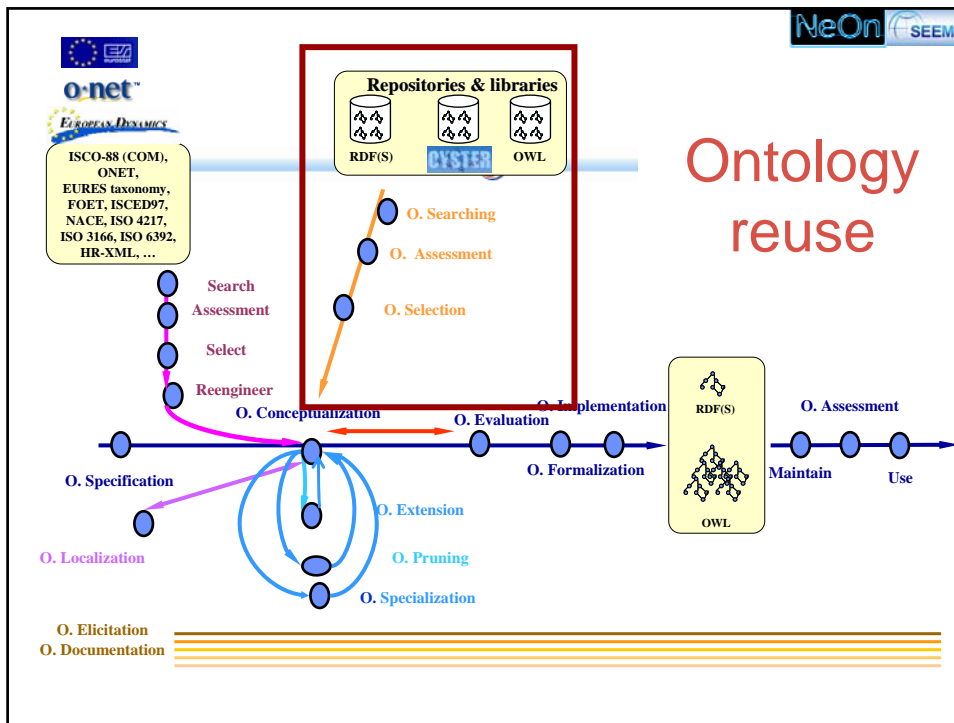 NeOn
SEEM
eurostat
o*net™
EUROPEAN DYNAMICS
Repositories & libraries
RDF(S)
CYSTER
OWL
ISCO-88 (COM),
ONET,
EURES taxonomy,
FOET, ISCED97,
NACE, ISO 4217,
ISO 3166, ISO 6392,
HR-XML, …
Ontology
reuse
O. Searching
O. Assessment
O. Selection
Search
Assessment
Select
Reengineer
O. Conceptualization
O. Evaluation
O. Implementation
RDF(S)
O. Assessment
O. Specification
O. Formalization
Maintain
Use
O. Extension
OWL
O. Localization
O. Pruning
O. Specialization
O. Elicitation
O. Documentation